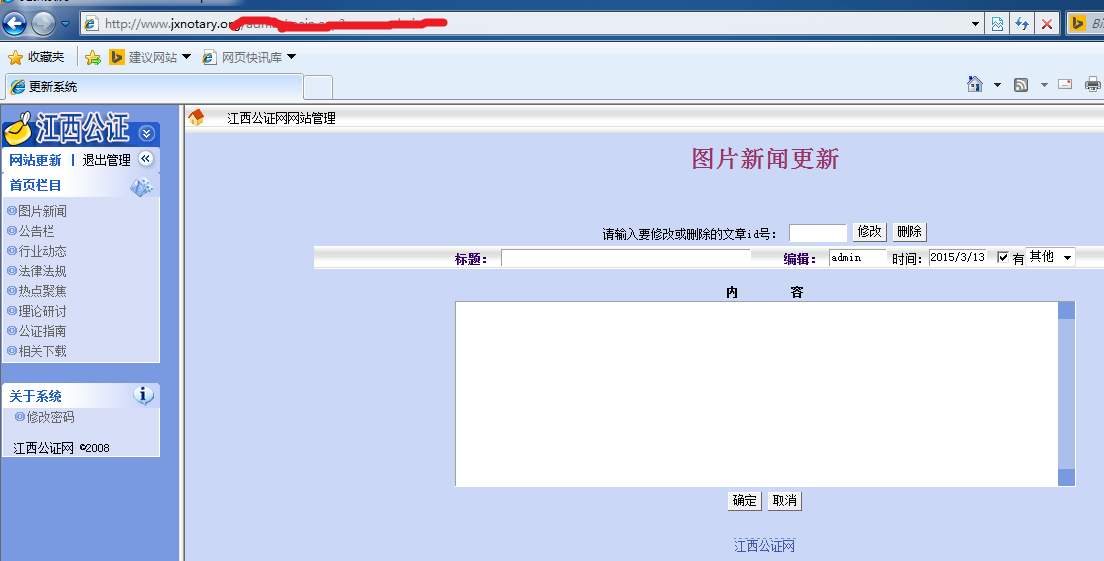 更新系统
http://www.jxnotary.org/admi
收藏夹
建议网站
网页快讯库
更新系统
江西公证
网站更新 | 退出管理
首页栏目
图片新闻
公告栏
行业动态
法律法规
热点聚焦
理论研讨
公证指南
相关下载
关于系统
修改密码
江西公证网 ©2008
江西公证网网站管理
图片新闻更新
请输入要修改或删除的文章id号： 修改 删除
标题： 编辑： admin 时间： 2015/3/13 有 其他
内 容
确定 取消
江西公证网